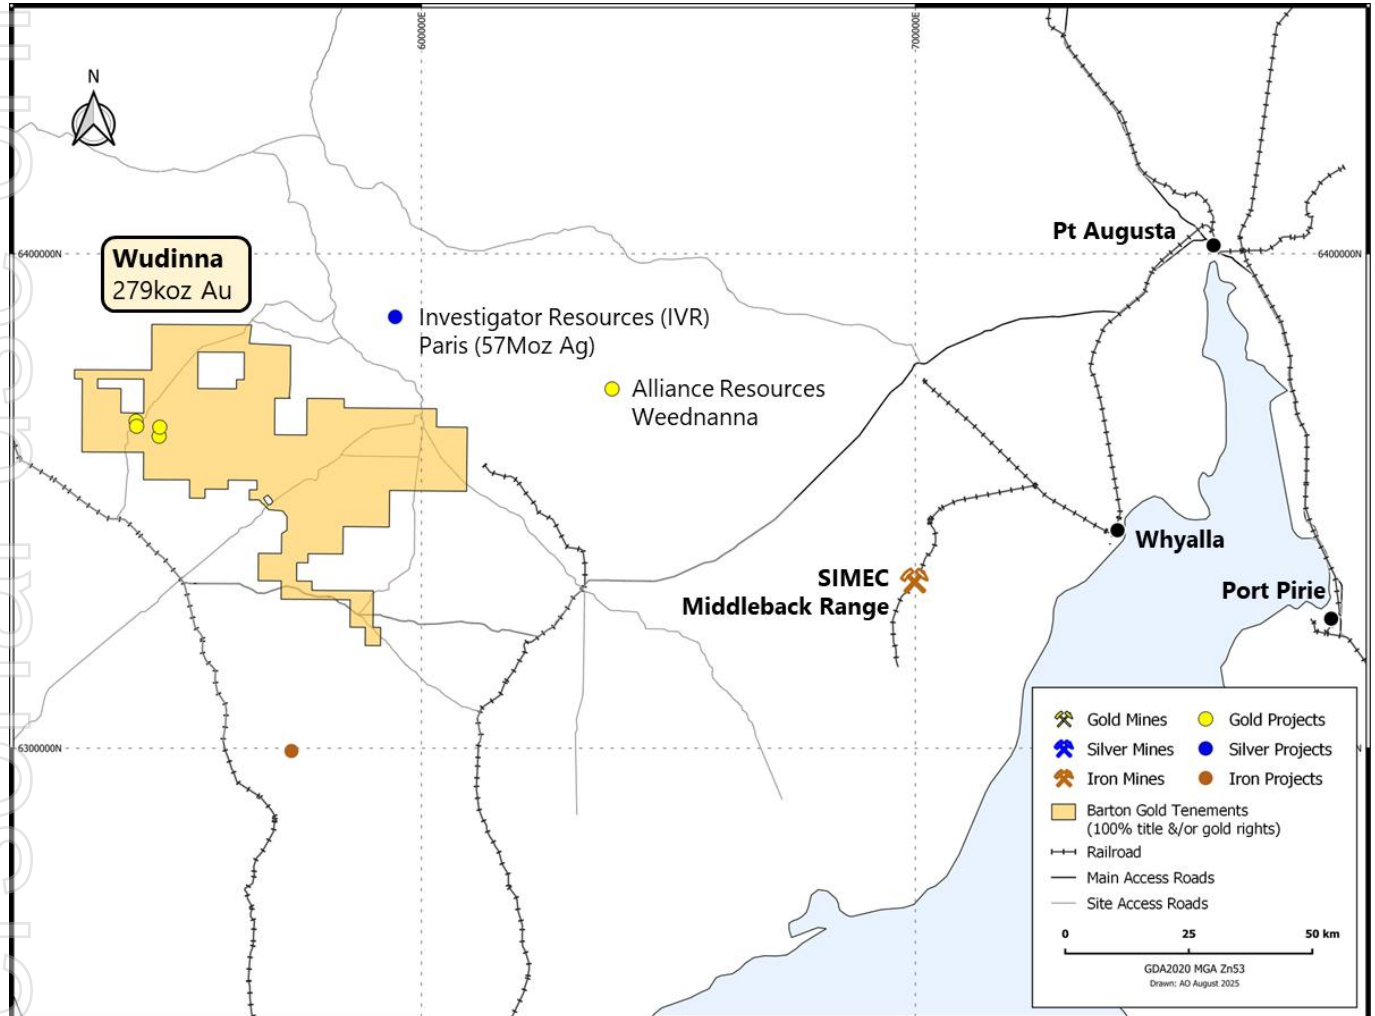 600000E
700000E
N
6400000N
6400000N
Wudinna
279koz Au
Pt Augusta
Investigator Resources (IVR)
Paris (57Moz Ag)
Alliance Resources
Weednanna
Whyalla
SIMEC
Middleback Range
Port Pirie
6300000N
N
Gold Mines
Gold Projects
Silver Mines
Silver Projects
Iron Mines
Iron Projects
Barton Gold Tenements
(100% title &/or gold rights)
Railroad
Main Access Roads
Site Access Roads
0 25 50 km
GDA2020 MGA Zn53
Drawn: AO August 2025